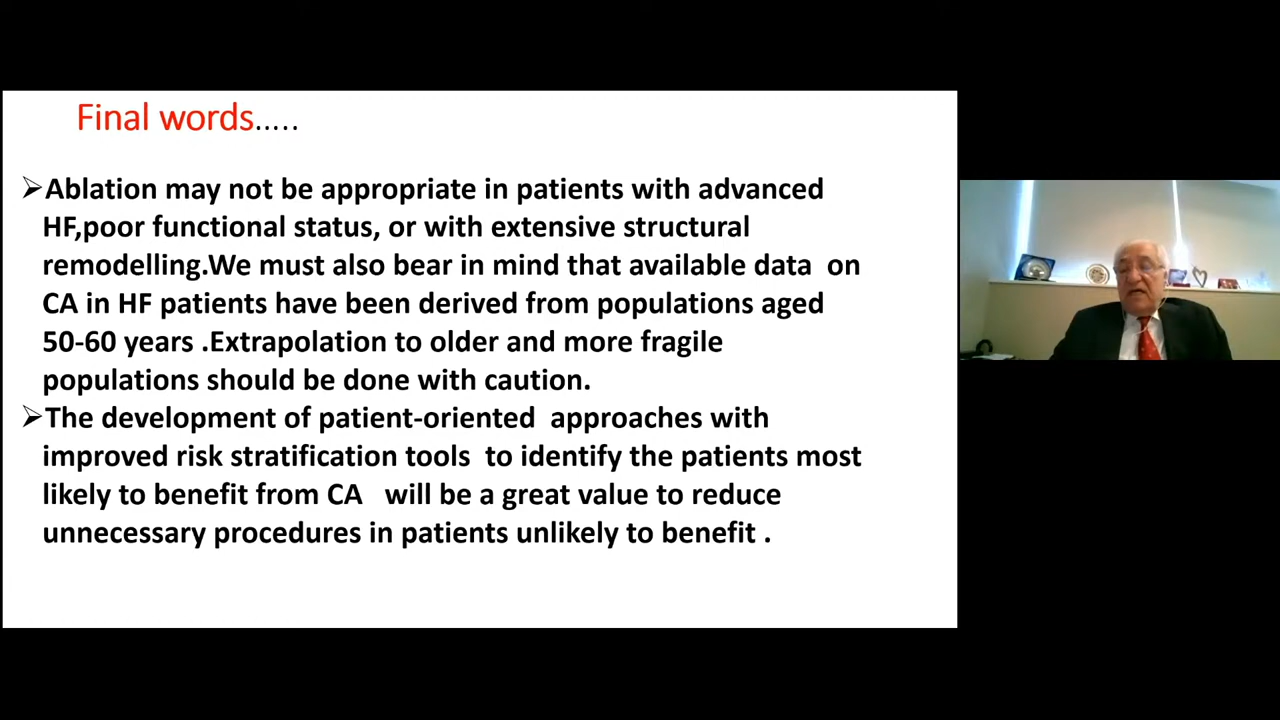 Final words.....
➢Ablation may not be appropriate in patients with advanced
HF,poor functional status, or with extensive structural
remodelling.We must also bear in mind that available data  on
CA in HF patients have been derived from populations aged
50-60 years .Extrapolation to older and more fragile
populations should be done with caution.
➢The development of patient-oriented  approaches with
improved risk stratification tools  to identify the patients most
likely to benefit from CA   will be a great value to reduce
unnecessary procedures in patients unlikely to benefit .